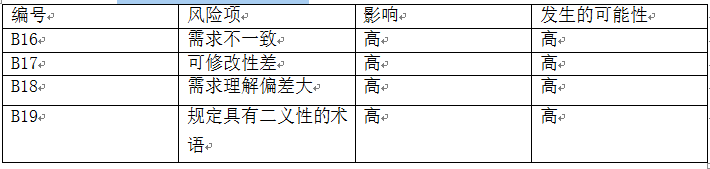 编号 风险项 影响 发生的可能性
B16 需求不一致 高 高
B17 可修改性差 高 高
B18 需求理解偏差大 高 高
B19 规定具有二义性的术 高 高
语